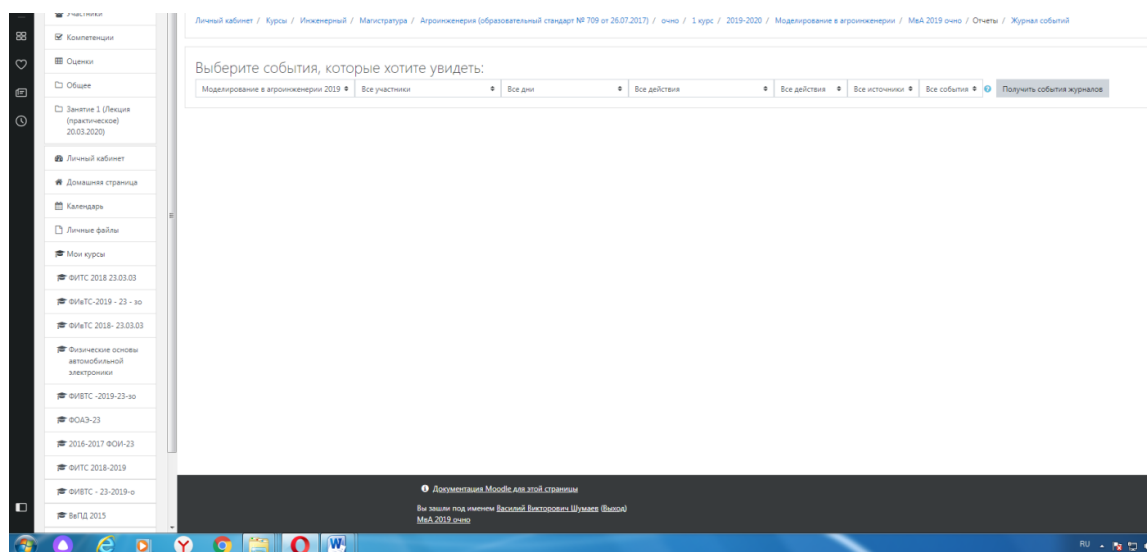 Участники
Компетенции
Оценки
Общее
Занятие 1 (Лекция
(практическое)
20.03.2020)
Личный кабинет
Домашняя страница
Календарь
Личные файлы
Мои курсы
ФИТС 2018 23.03.03
ФИвТС-2019 - 23 - зо
ФИвТС 2018- 23.03.03
Физические основы
автомобильной
электроники
ФИВТС -2019-23-зо
ФОАЭ-23
2016-2017 ФОИ-23
ФИТС 2018-2019
ФИВТС - 23-2019-о
ВвПД 2015
Личный кабинет / Курсы / Инженерный / Магистратура / Агроинженерия (образовательный стандарт № 709 от 26.07.2017) / очно / 1 курс / 2019-2020 / Моделирование в агроинженерии / МвА 2019 очно / Отчеты / Журнал событий
Выберите события, которые хотите увидеть:
Моделирование в агроинженерии 2019 Все участники Все дни Все действия Все действия Все источники Все события Получить события журналов
Документация Moodle для этой страницы
Вы зашли под именем Василий Викторович Шумаев (Выход)
МвА 2019 очно
RU